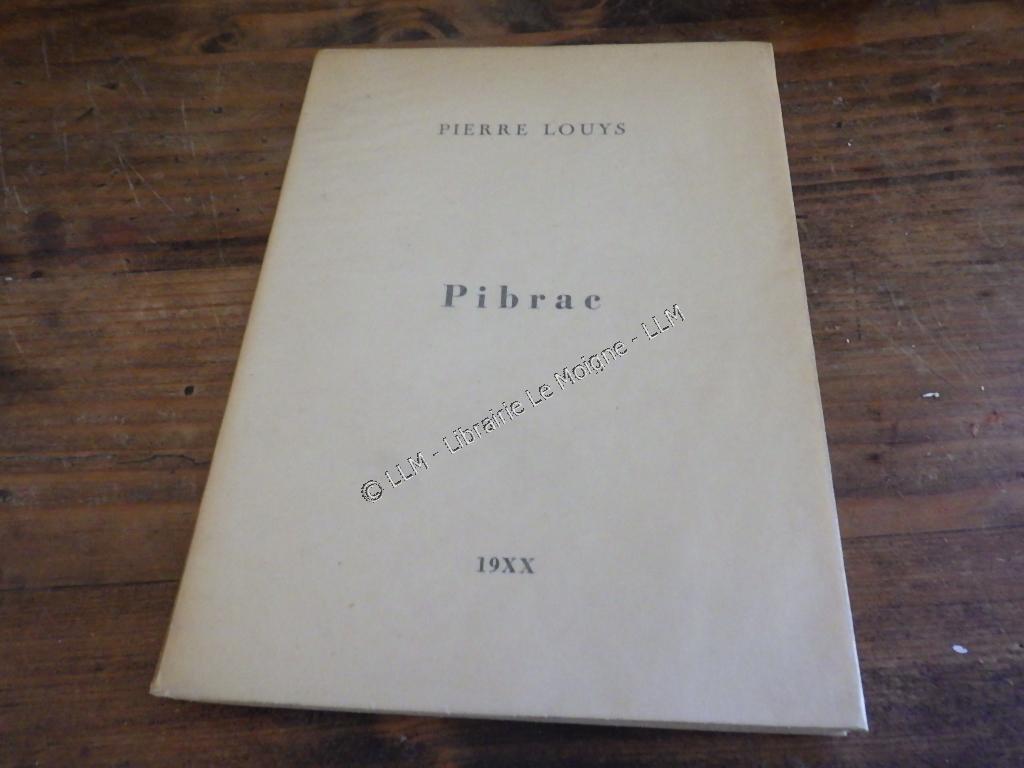 PIERRE LOUYS
Pibrac
© LLM - Librairie Le Moigne - LLM
19XX